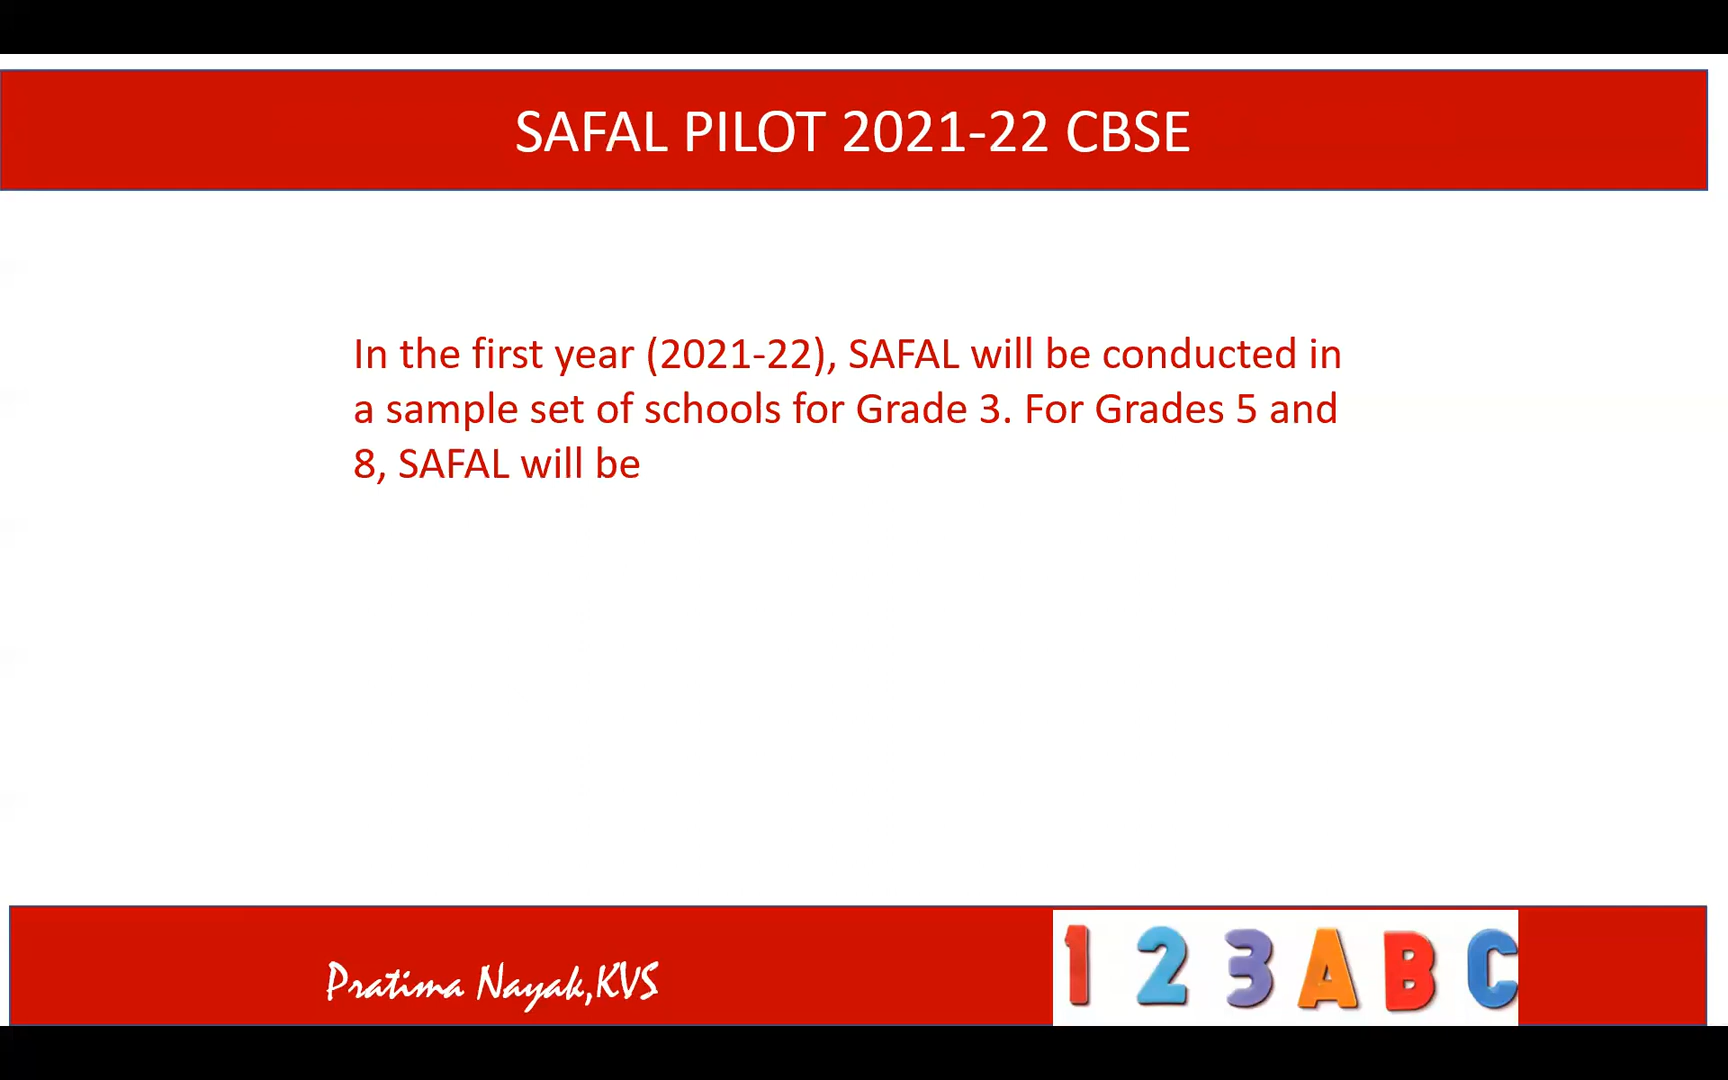 SAFAL PILOT 2021-22 CBSE
In the first year (2021-22), SAFAL will be conducted in
a sample set of schools for Grade 3. For Grades 5 and
8, SAFAL will be
Pratima Nayak,KVS
1 2 3 A B C